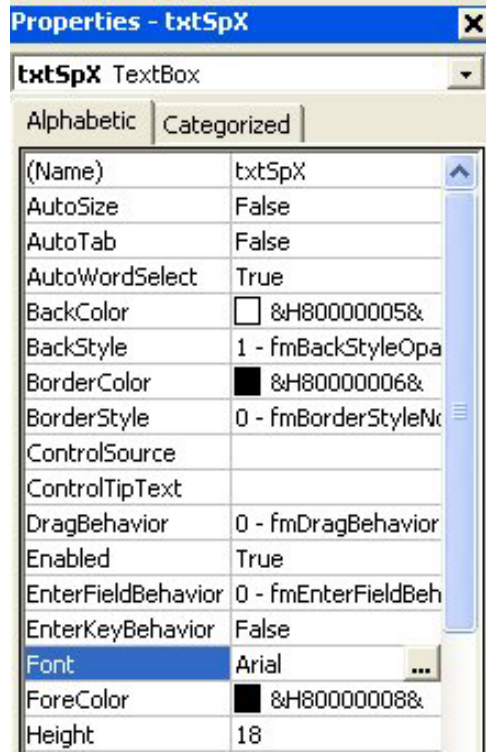 Properties - txtSpX
txtSpX TextBox
Alphabetic Categorized
(Name) txtSpX
AutoSize False
AutoTab False
AutoWordSelect True
BackColor &H80000005&
BackStyle 1 - fmBackStyleOpa
BorderColor &H80000006&
BorderStyle 0 - fmBorderStyleNo
ControlSource
ControlTipText
DragBehavior 0 - fmDragBehavior
Enabled True
EnterFieldBehavior 0 - fmEnterFieldBeh
EnterKeyBehavior False
Font Arial ...
ForeColor &H80000008&
Height 18